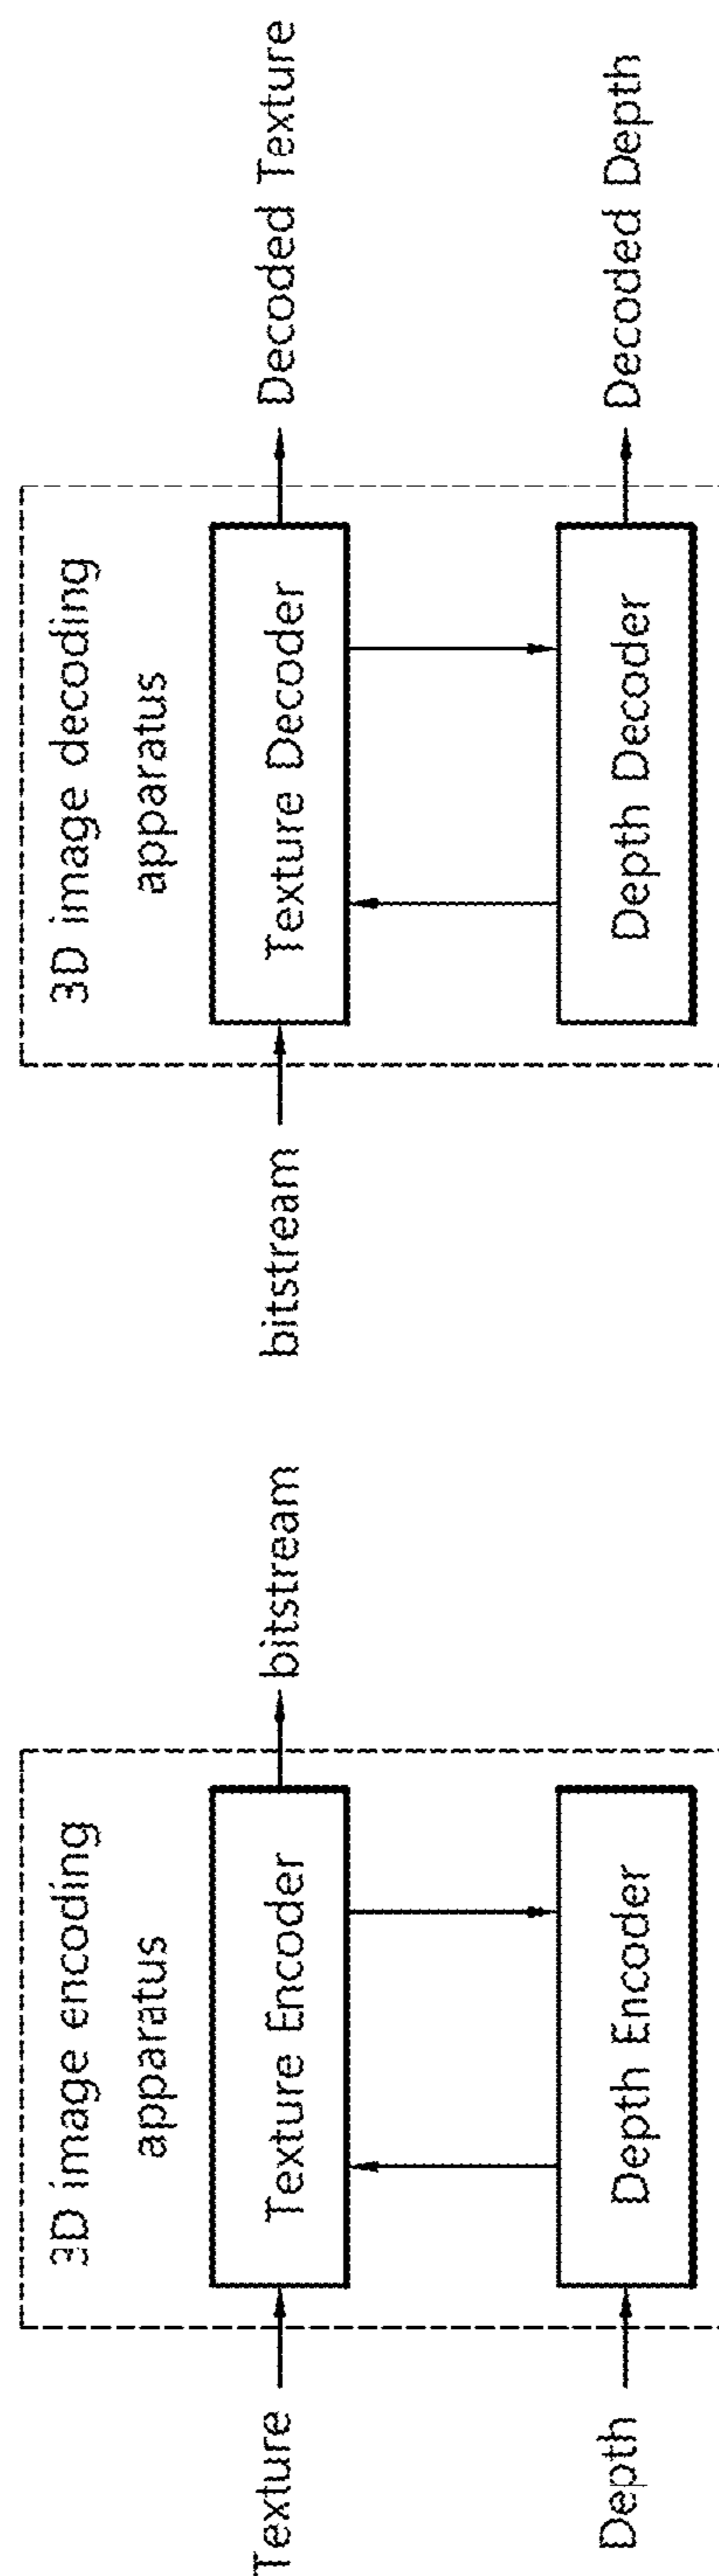 3D image encoding
apparatus
Texture
Texture Encoder
bitstream
Depth
Depth Encoder
3D image decoding
apparatus
bitstream
Texture Decoder
Decoded Texture
Depth Decoder
Decoded Depth